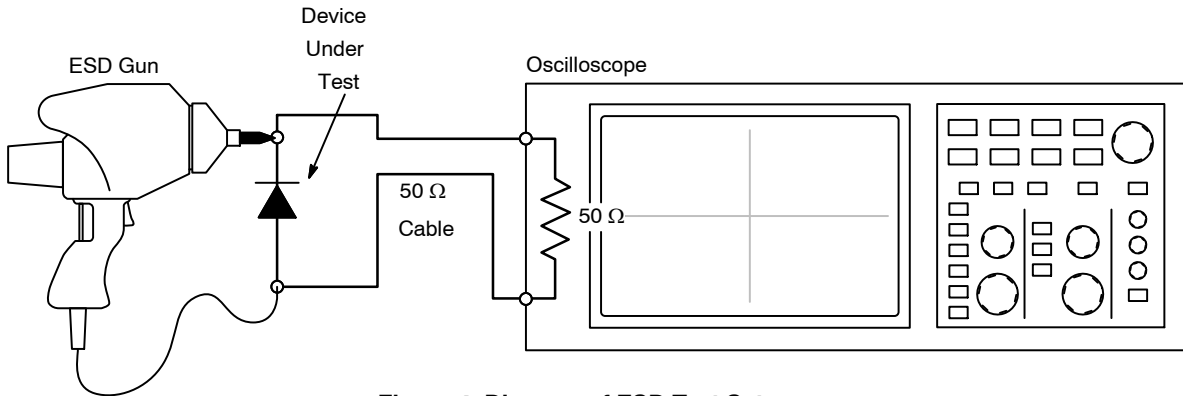 Device
Under
Test
ESD Gun
Oscilloscope
50 Ω
Cable
50 Ω